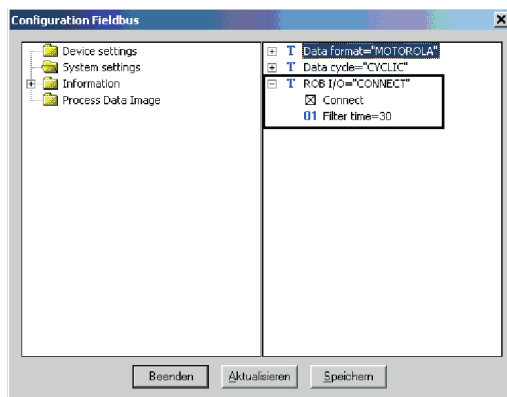 Configuration Fieldbus
Device settings
System settings
Information
Process Data Image
T Data format="MOTOROLA"
T Data cycle="CYCLIC"
T ROB I/O="CONNECT"
Connect
01 Filter time=30
Beenden Aktualisieren Speichern